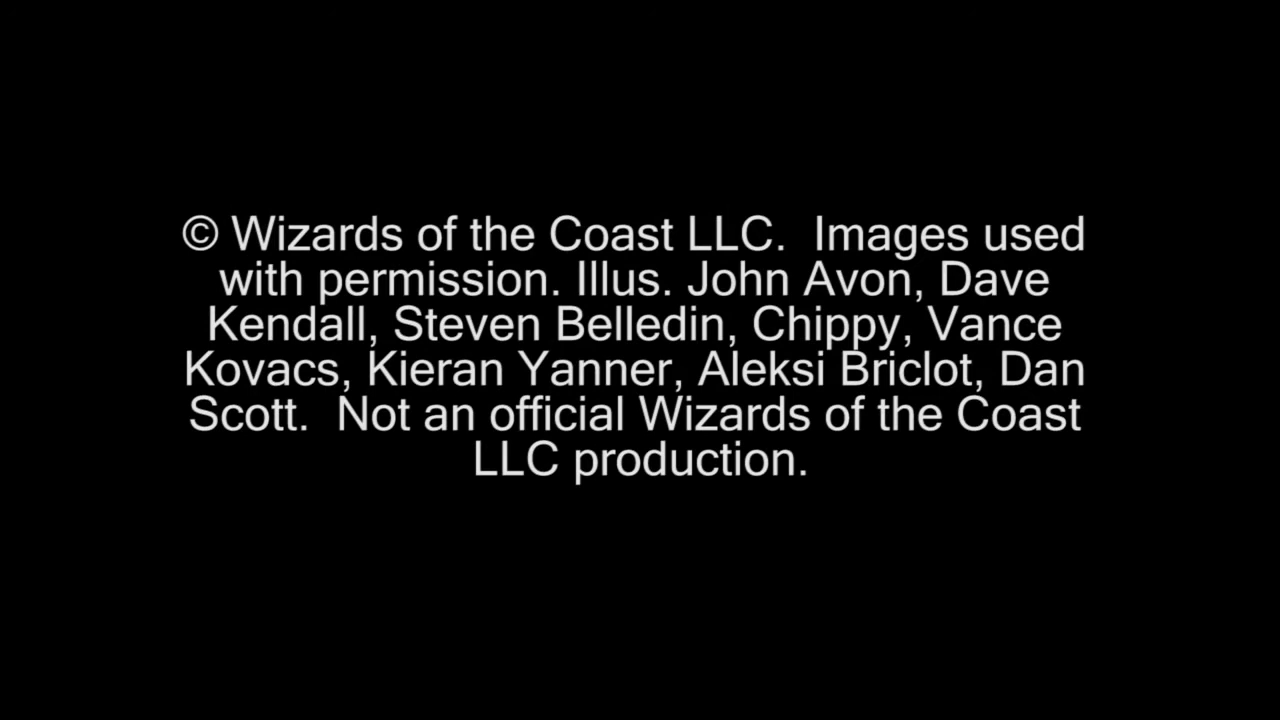 © Wizards of the Coast LLC.  Images used
with permission. Illus. John Avon, Dave
Kendall, Steven Belledin, Chippy, Vance
Kovacs, Kieran Yanner, Aleksi Briclot, Dan
Scott.  Not an official Wizards of the Coast
LLC production.